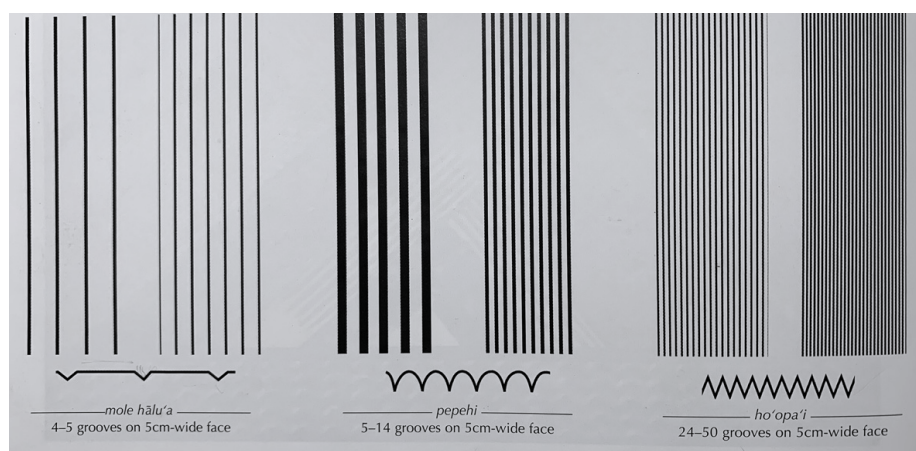 mole hālu‘a
4–5 grooves on 5cm-wide face
pepehi
5–14 grooves on 5cm-wide face
ho‘opa‘i
24–50 grooves on 5cm-wide face